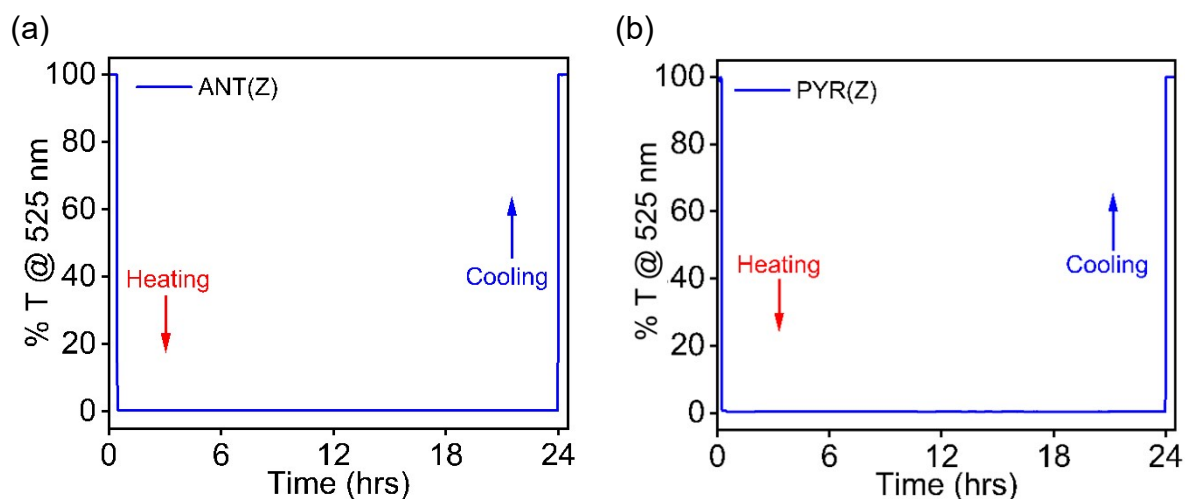 (a)
ANT(Z)
% T @ 525 nm
100
80
60
40
20
0
Heating
Cooling
0 6 12 18 24
Time (hrs)
(b)
PYR(Z)
% T @ 525 nm
100
80
60
40
20
0
Heating
Cooling
0 6 12 18 24
Time (hrs)